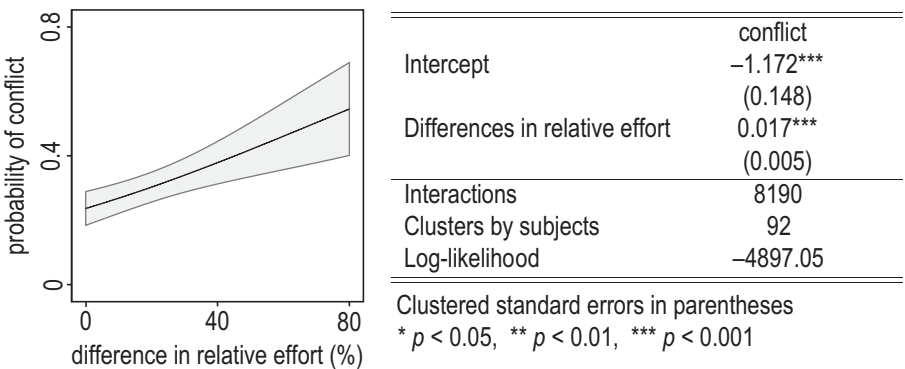 0.8
0.4
0
probability of conflict
0 40 80
difference in relative effort (%)
conflict
Intercept –1.172***
(0.148)
Differences in relative effort 0.017***
(0.005)
Interactions 8190
Clusters by subjects 92
Log-likelihood –4897.05
Clustered standard errors in parentheses
* p < 0.05, ** p < 0.01, *** p < 0.001